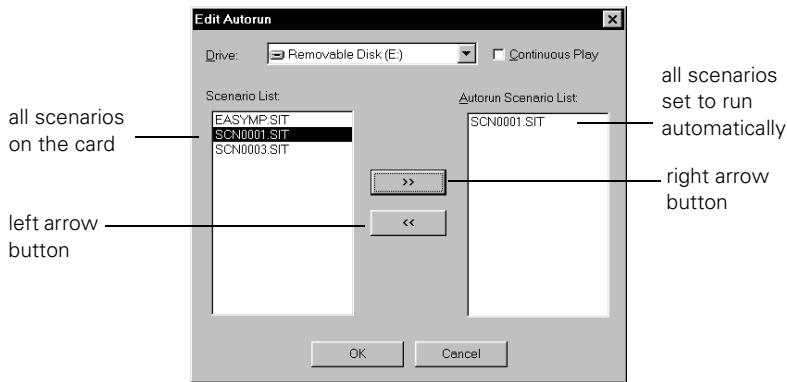 Edit Autorun
Drive:
Removable Disk (E:)
Continuous Play
Scenario List:
Autorun Scenario List:
EASYMP.SIT
SCN0001.SIT
SCN0003.SIT
SCN0001.SIT
>>
<<
OK
Cancel
all scenarios
on the card
left arrow
button
all scenarios
set to run
automatically
right arrow
button